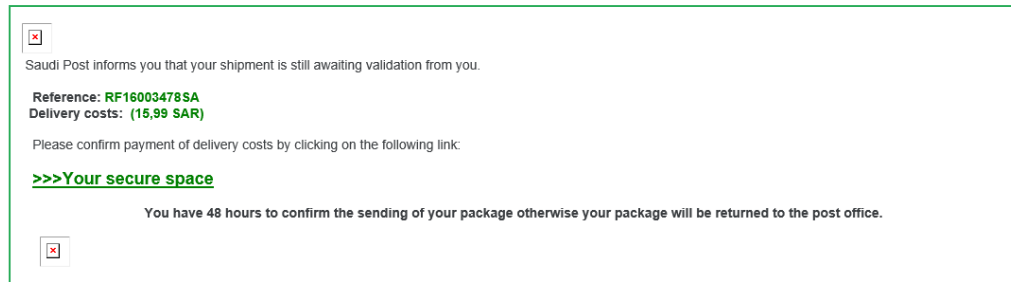 Saudi Post informs you that your shipment is still awaiting validation from you.
Reference: RF16003478SA
Delivery costs: (15,99 SAR)
Please confirm payment of delivery costs by clicking on the following link:
>>>Your secure space
You have 48 hours to confirm the sending of your package otherwise your package will be returned to the post office.